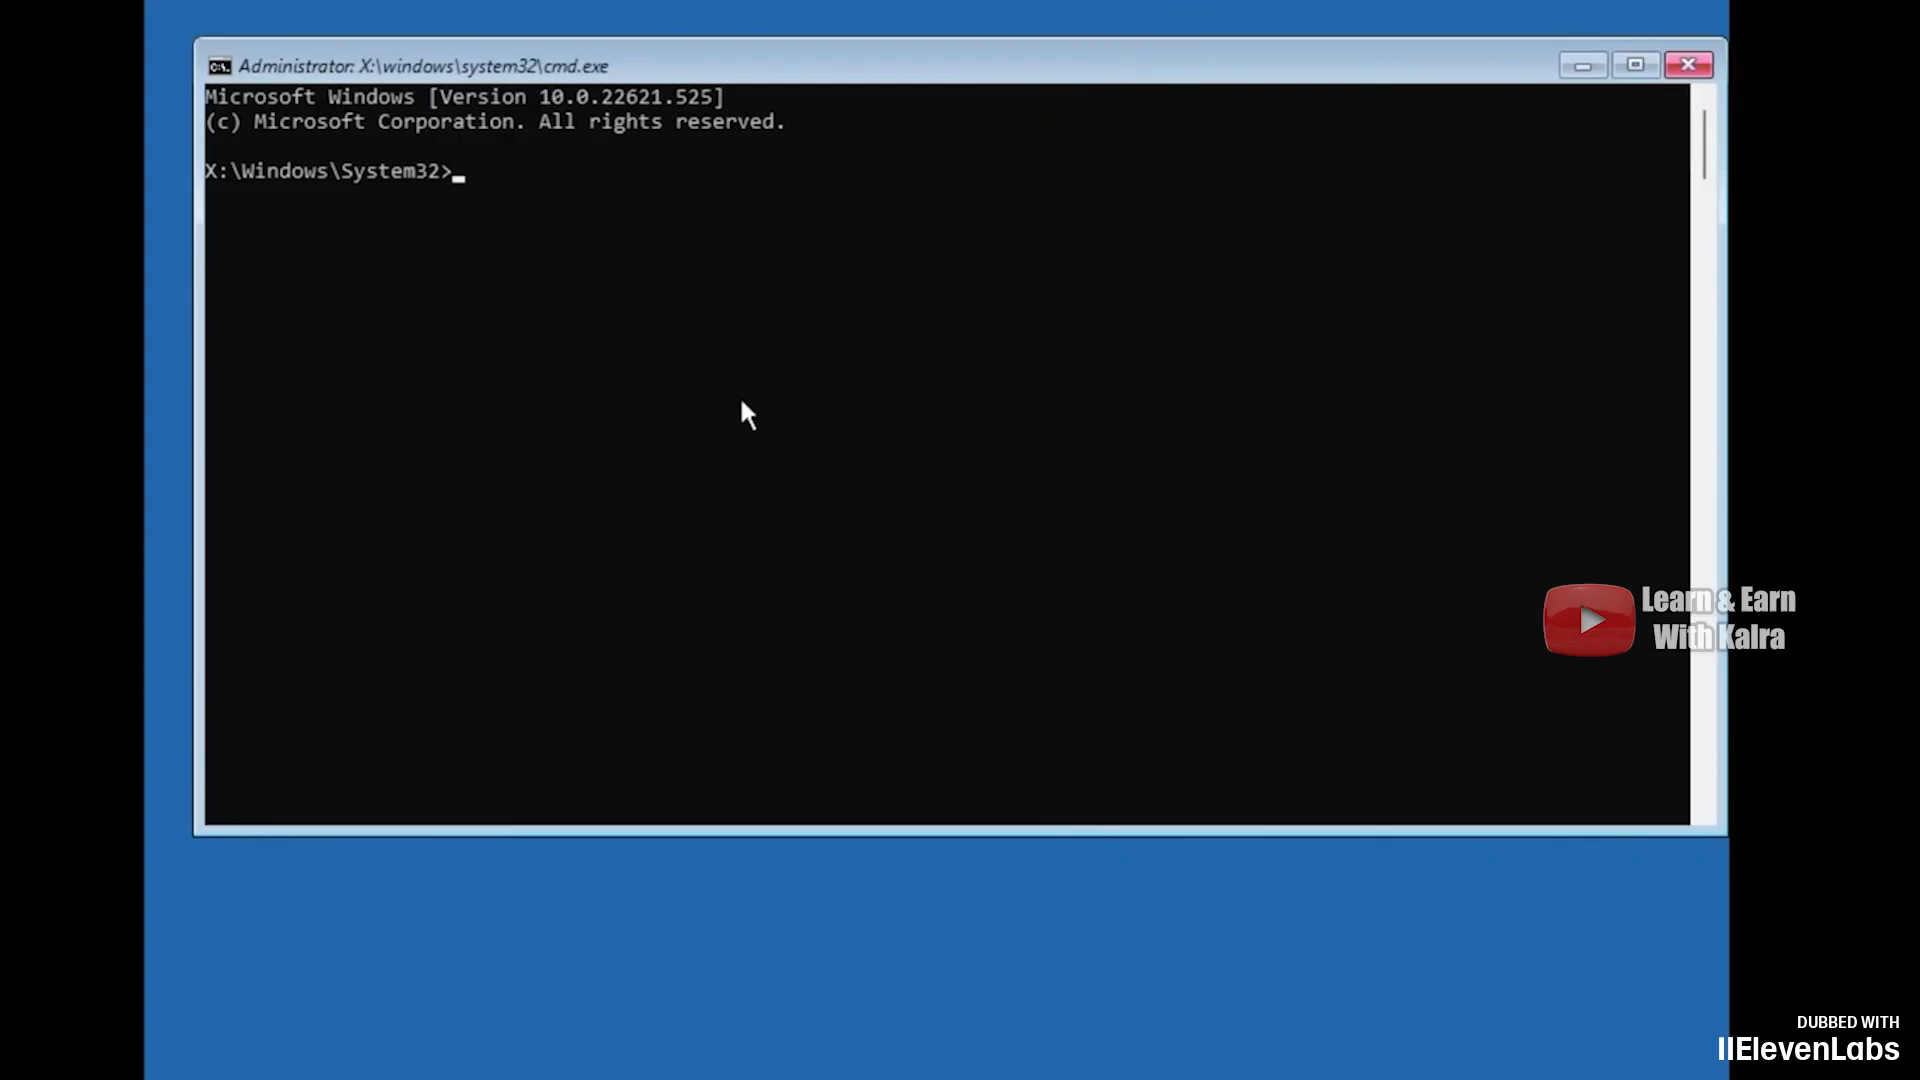 Administrator: X:\windows\system32\cmd.exe
Microsoft Windows [Version 10.0.22621.525]
(c) Microsoft Corporation. All rights reserved.
X:\Windows\System32>
Learn & Earn
With Kalra
DUBBED WITH
IIElevenLabs